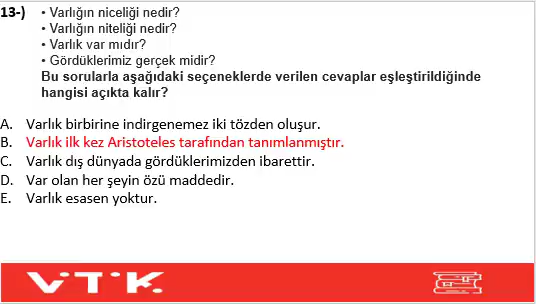 13-) • Varlığın niceliği nedir?
• Varlığın niteliği nedir?
• Varlık var mıdır?
• Gördüklerimiz gerçek midir?
Bu sorularla aşağıdaki seçeneklerde verilen cevaplar eşleştirildiğinde
hangisi açıkta kalır?
A. Varlık birbirine indirgenemez iki tözden oluşur.
B. Varlık ilk kez Aristoteles tarafından tanımlanmıştır.
C. Varlık dış dünyada gördüklerimizden ibarettir.
D. Var olan her şeyin özü maddedir.
E. Varlık esasen yoktur.
VİTİK